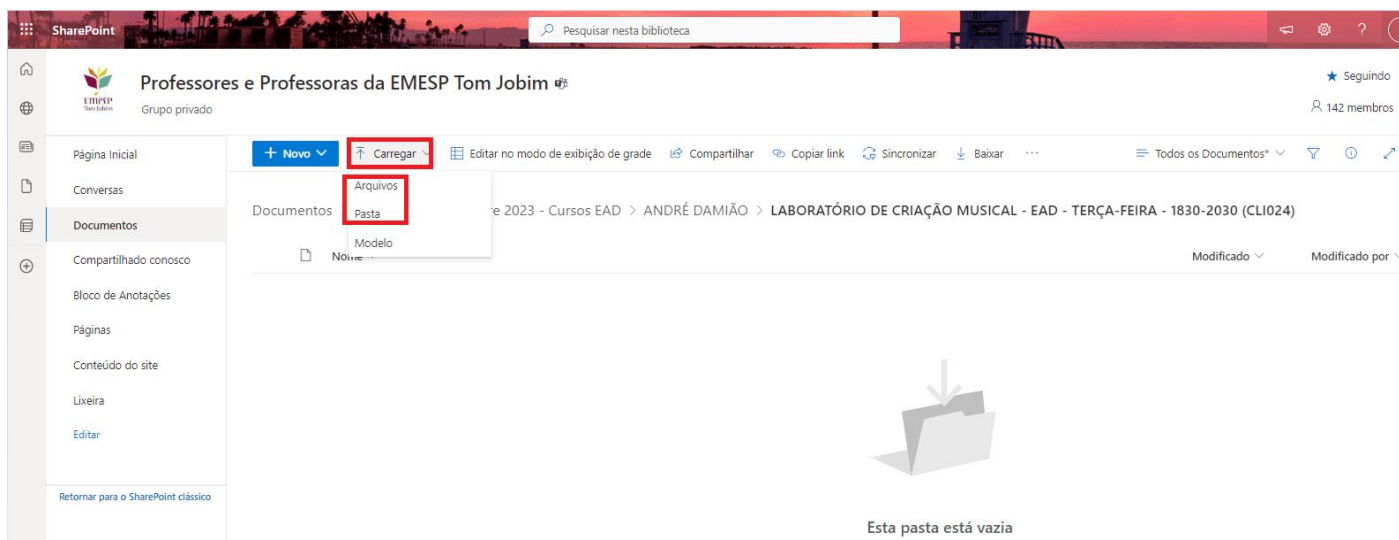 SharePoint
Pesquisar nesta biblioteca
?
EMESP
Tom Jobim
Professores e Professoras da EMESP Tom Jobim
Grupo privado
Seguindo
142 membros
Página Inicial
Conversas
Documentos
Compartilhado conosco
Bloco de Anotações
Páginas
Conteúdo do site
Lixeira
Editar
Retornar para o SharePoint clássico
+ Novo
Carregar
Editar no modo de exibição de grade
Compartilhar
Copiar link
Sincronizar
Baixar
...
Todos os Documentos*
Arquivos
Pasta
Modelo
Documentos 2023 - Cursos EAD > ANDRÉ DAMIÃO > LABORATÓRIO DE CRIAÇÃO MUSICAL - EAD - TERÇA-FEIRA - 1830-2030 (CLI024)
Nome
Modificado
Modificado por
Esta pasta está vazia